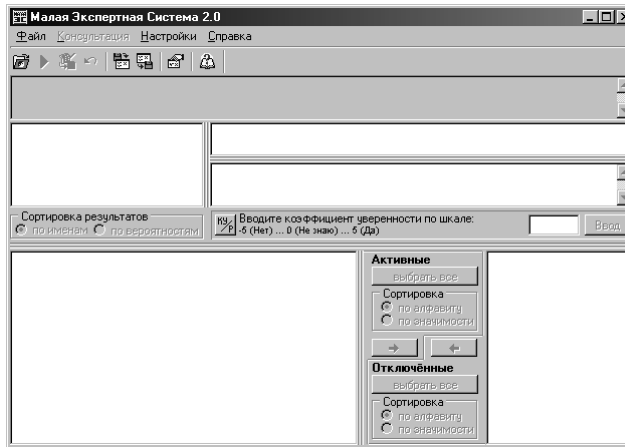 Малая Экспертная Система 2.0
Файл Консультация Настройки Справка
Сортировка результатов
по именам по вероятностям
КУ/Р
Вводите коэффициент уверенности по шкале:
-5 (Нет) ... 0 (Не знаю) ... 5 (Да)
Ввод
Активные
выбрать все
Сортировка
по алфавиту
по значимости
Отключённые
выбрать все
Сортировка
по алфавиту
по значимости